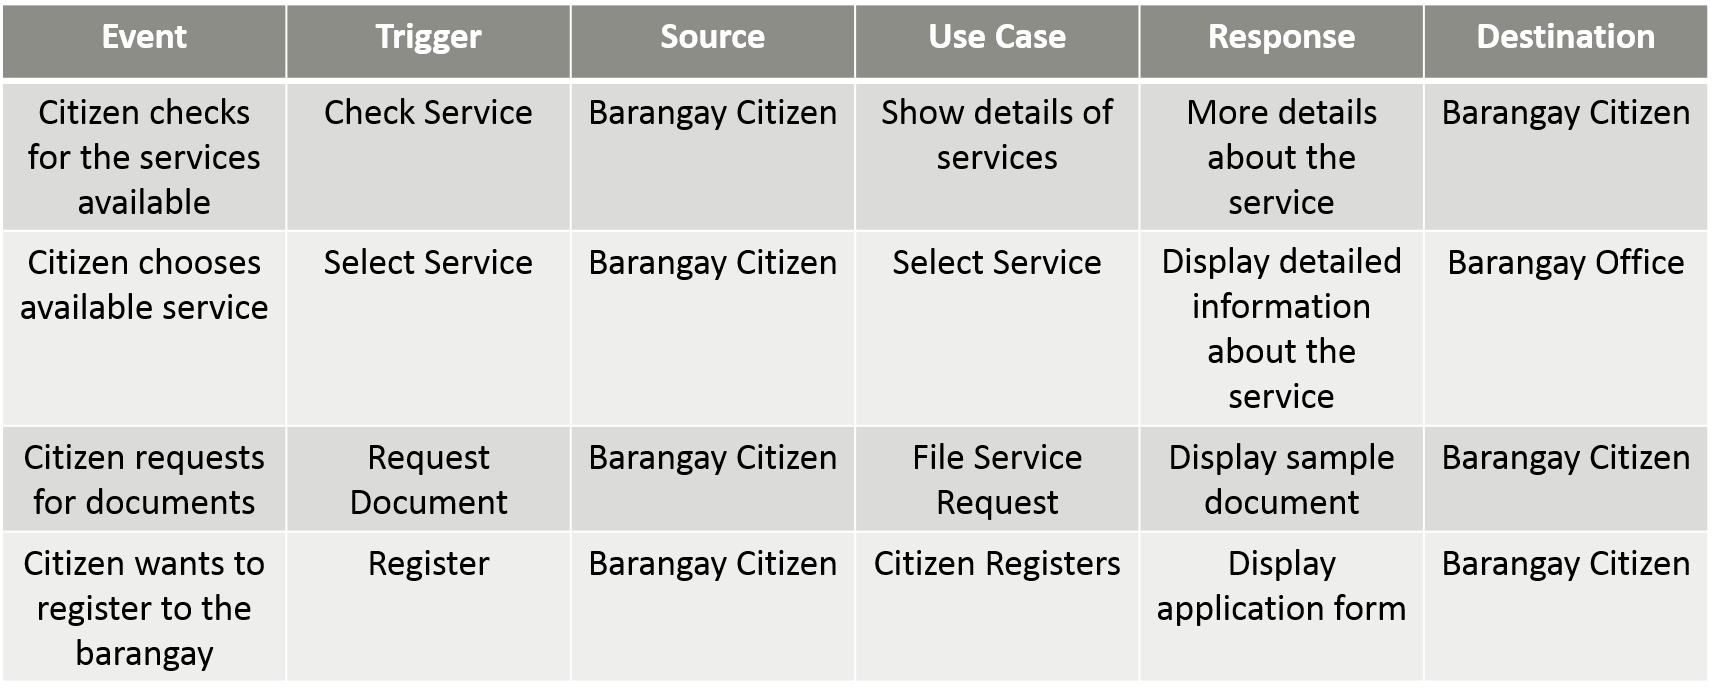 Event Trigger Source Use Case Response Destination
Citizen checks
for the services
available
Check Service
Barangay Citizen
Show details of
services
More details
about the
service
Barangay Citizen
Citizen chooses
available service
Select Service
Barangay Citizen
Select Service
Display detailed
information
about the
service
Barangay Office
Citizen requests
for documents
Request
Document
Barangay Citizen
File Service
Request
Display sample
document
Barangay Citizen
Citizen wants to
register to the
barangay
Register
Barangay Citizen
Citizen Registers
Display
application form
Barangay Citizen